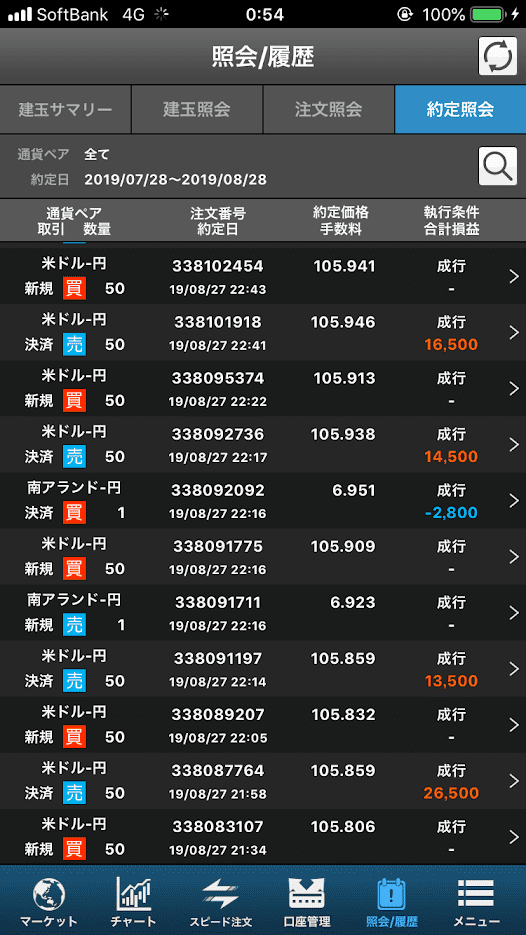 SoftBank 4G 0:54 100%
照会/履歴
建玉サマリー 建玉照会 注文照会 約定照会
通貨ペア 全て
約定日 2019/07/28〜2019/08/28
通貨ペア 注文番号 約定価格 執行条件
取引 数量 約定日 手数料 合計損益
米ドル-円 338102454 105.941 成行
新規 買 50 19/08/27 22:43 -
米ドル-円 338101918 105.946 成行
決済 売 50 19/08/27 22:41 16,500
米ドル-円 338095374 105.913 成行
新規 買 50 19/08/27 22:22 -
米ドル-円 338092736 105.938 成行
決済 売 50 19/08/27 22:17 14,500
南アランド-円 338092092 6.951 成行
決済 買 1 19/08/27 22:16 -2,800
米ドル-円 338091775 105.909 成行
新規 買 50 19/08/27 22:16 -
南アランド-円 338091711 6.923 成行
新規 売 1 19/08/27 22:16 -
米ドル-円 338091197 105.859 成行
決済 売 50 19/08/27 22:14 13,500
米ドル-円 338089207 105.832 成行
新規 買 50 19/08/27 22:05 -
米ドル-円 338087764 105.859 成行
決済 売 50 19/08/27 21:58 26,500
米ドル-円 338083107 105.806 成行
新規 買 50 19/08/27 21:34 -
マーケット チャート スピード注文 口座管理 照会/履歴 メニュー